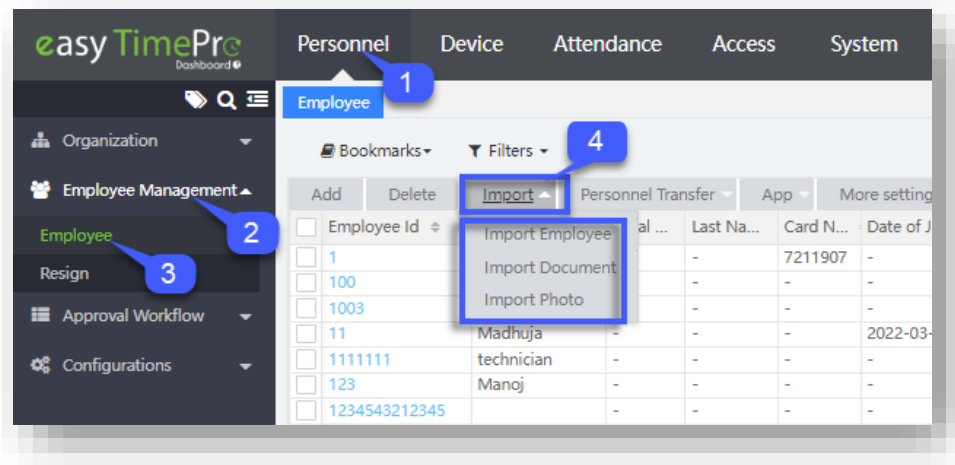 easy TimePro
Dashboard
Personnel Device Attendance Access System
1
Employee
Organization
Bookmarks Filters
4
Employee Management
2
Add Delete Import Personnel Transfer App More setting
Employee Id Import Employee al ... Last Na... Card N... Date of J
Employee
3
Import Document
Import Photo
Resign
Approval Workflow
Configurations
1 - 7211907 -
100 - - -
1003 - - -
11 Madhuja - - - 2022-03-
1111111 technician - - - -
123 Manoj - - - -
1234543212345 - - - -